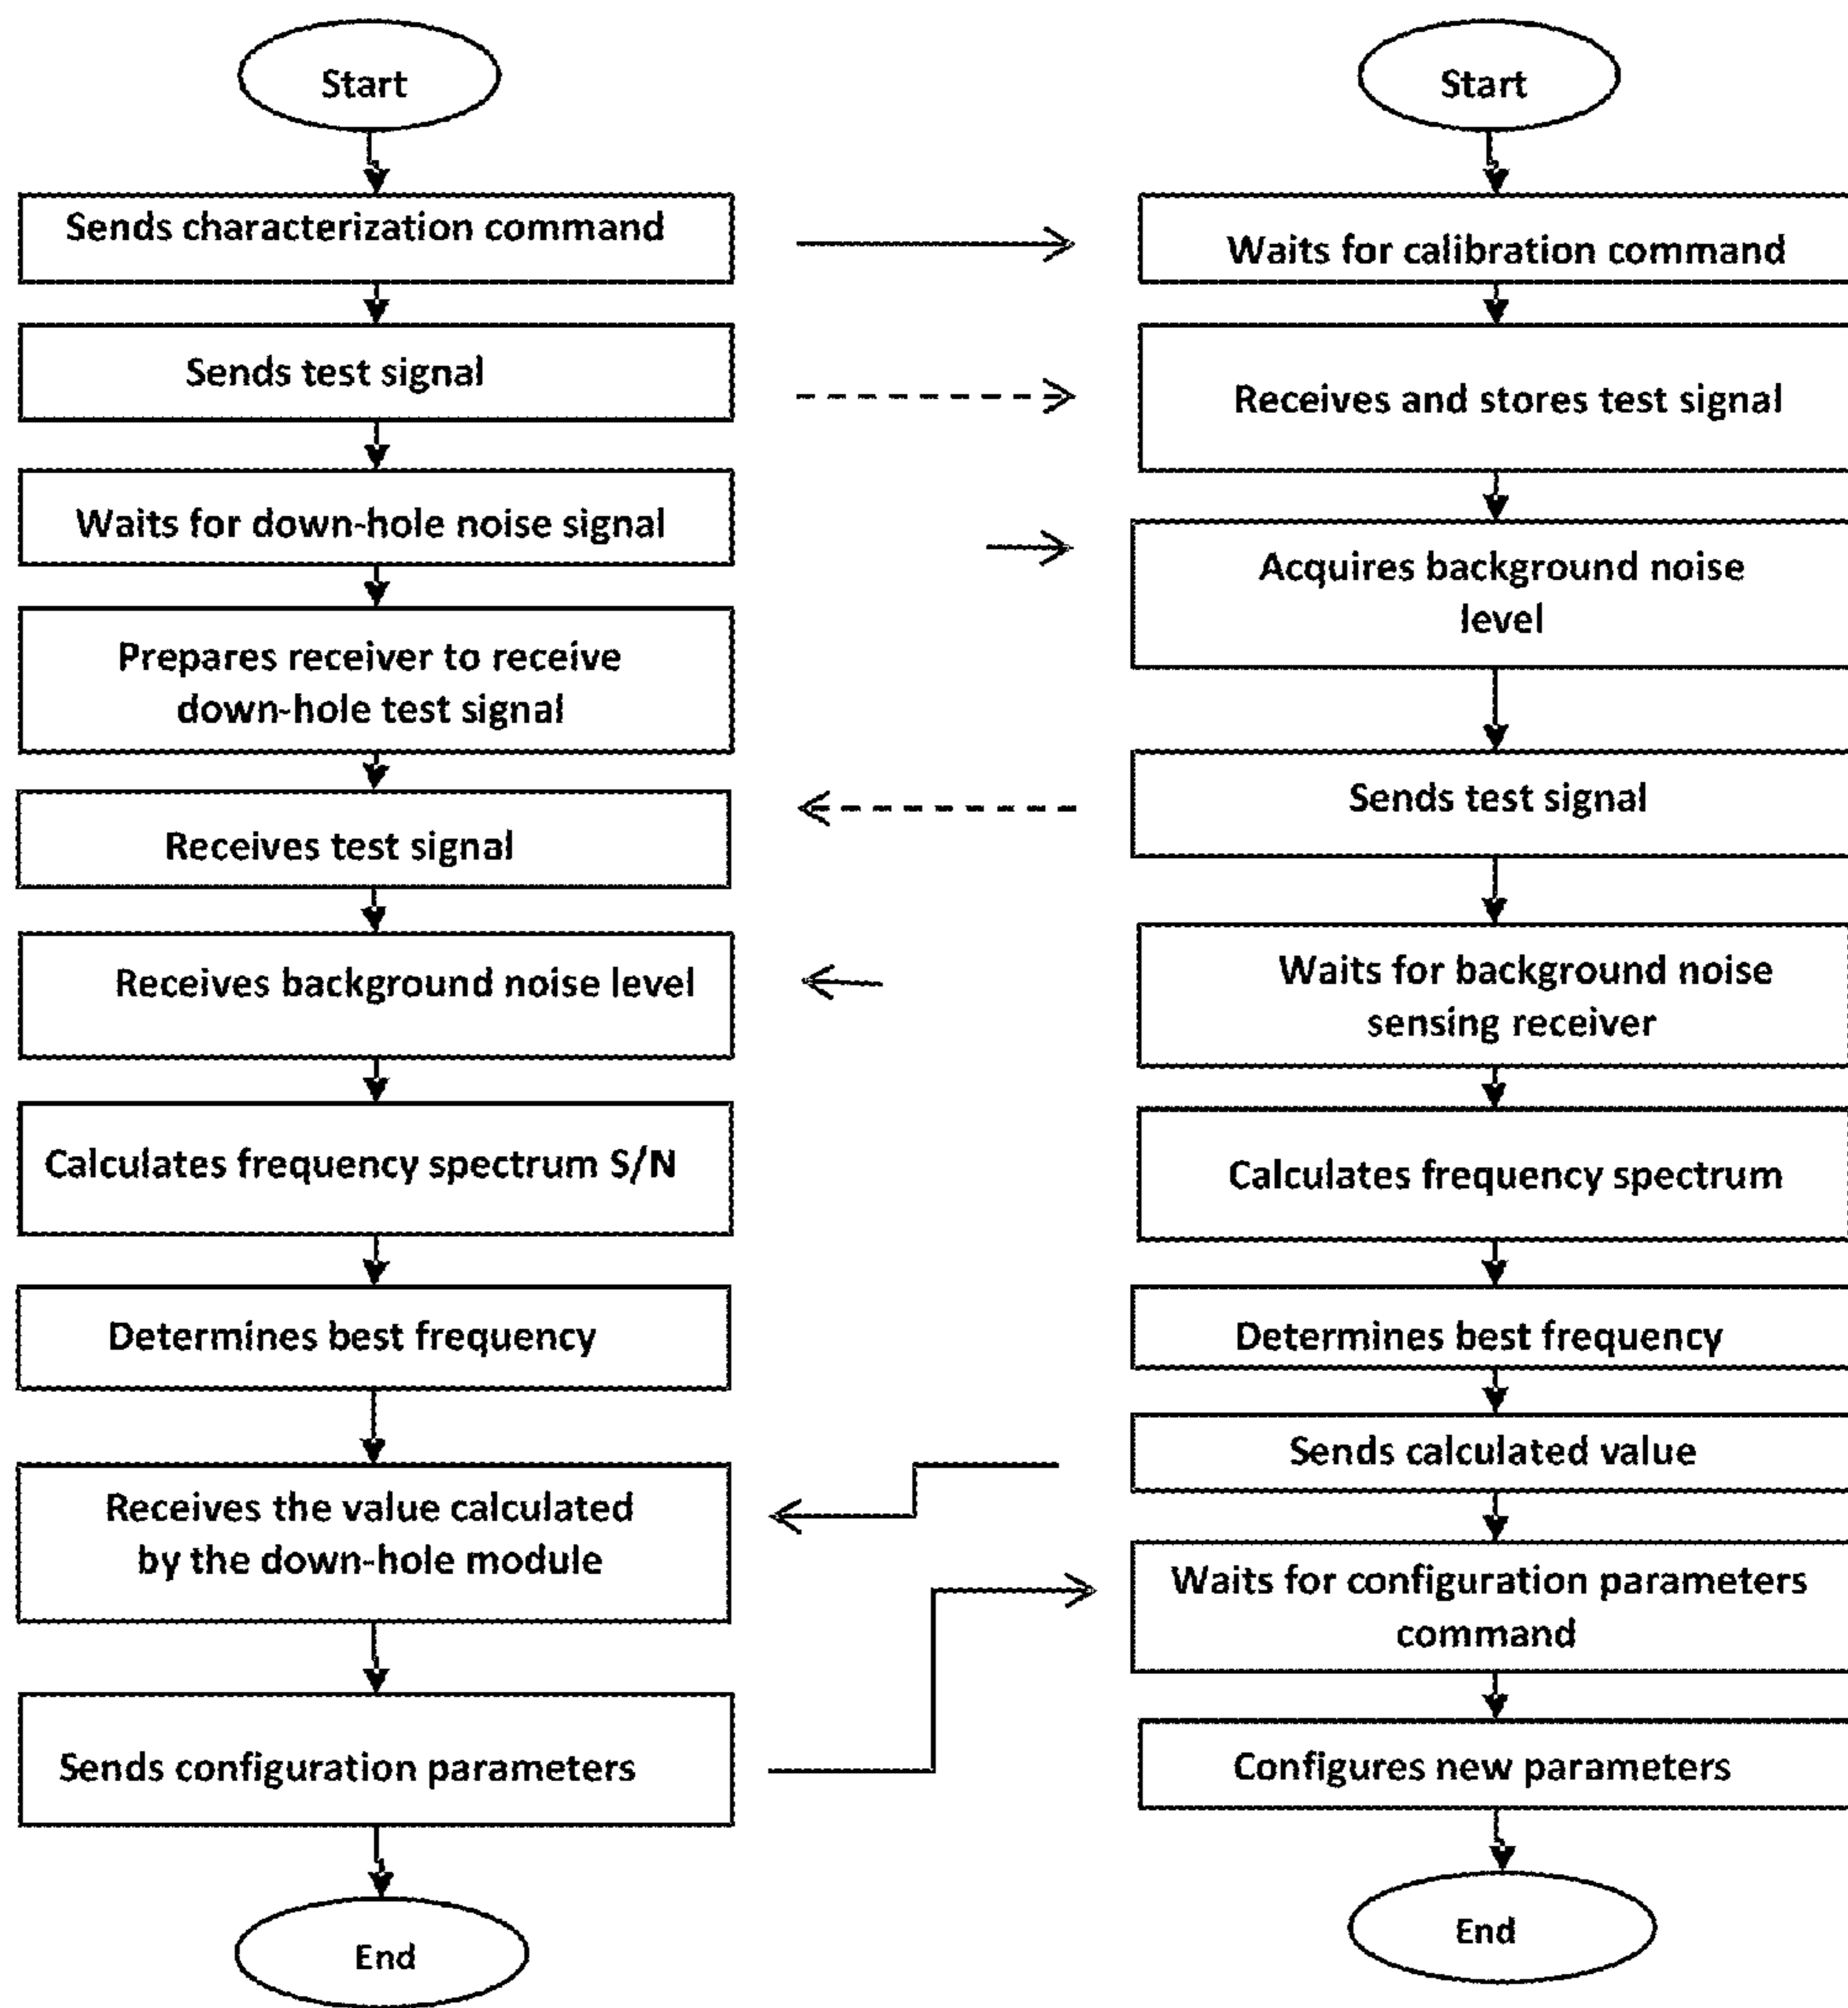 Start
Sends characterization command
Sends test signal
Waits for down-hole noise signal
Prepares receiver to receive
down-hole test signal
Receives test signal
Receives background noise level
Calculates frequency spectrum S/N
Determines best frequency
Receives the value calculated
by the down-hole module
Sends configuration parameters
End
Start
Waits for calibration command
Receives and stores test signal
Acquires background noise
level
Sends test signal
Waits for background noise
sensing receiver
Calculates frequency spectrum
Determines best frequency
Sends calculated value
Waits for configuration parameters
command
Configures new parameters
End